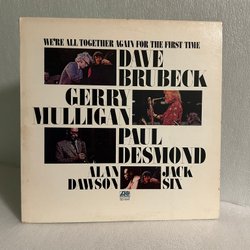 WE'RE ALL TOGETHER AGAIN FOR THE FIRST TIME
DAVE
BRUBECK
GERRY
MULLIGAN
PAUL
DESMOND
ALAN
DAWSON
JACK
SIX